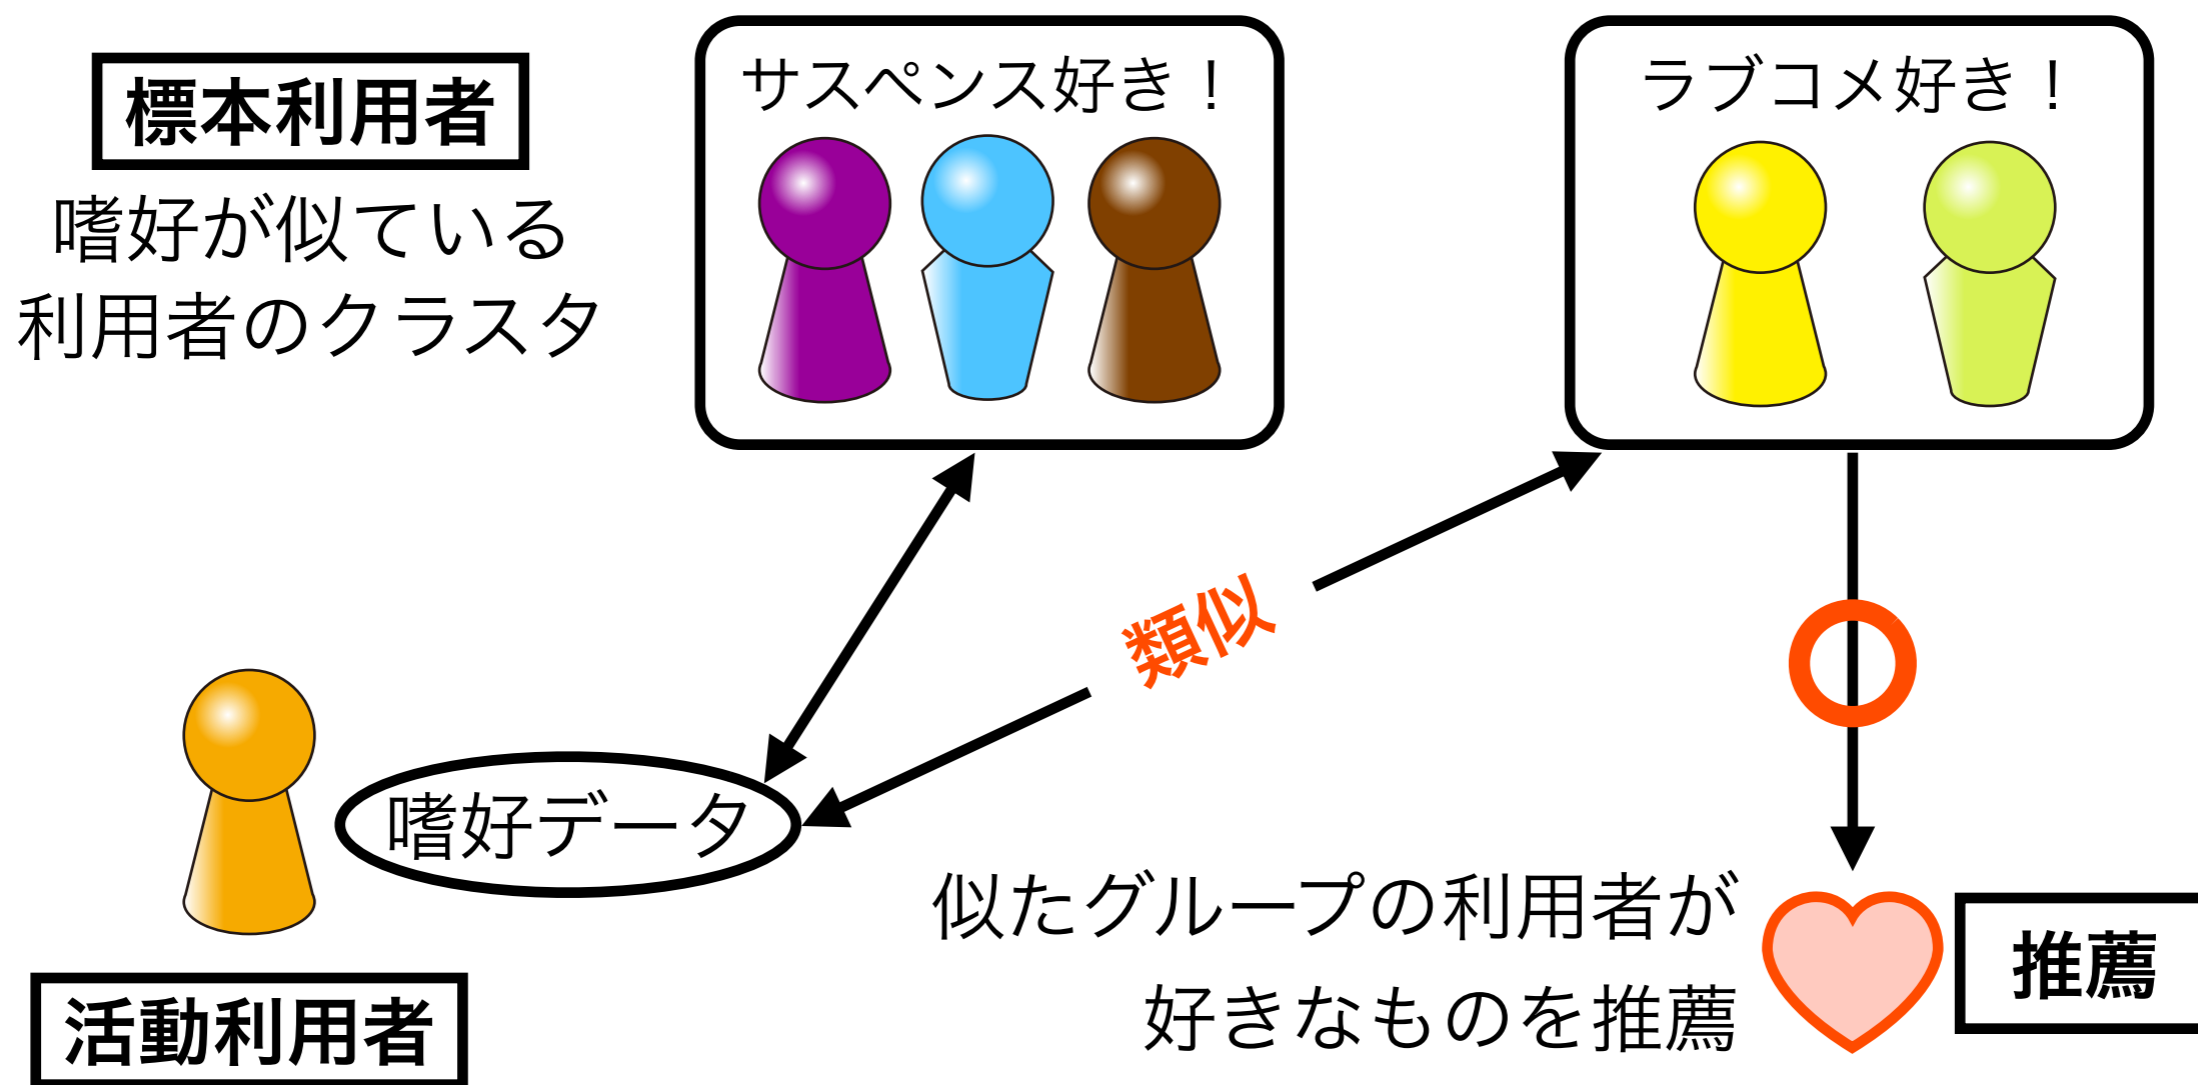 標本利用者
嗜好が似ている
利用者のクラスタ
サスペンス好き！
ラブコメ好き！
類似
嗜好データ
活動利用者
似たグループの利用者が
好きなものを推薦
推薦